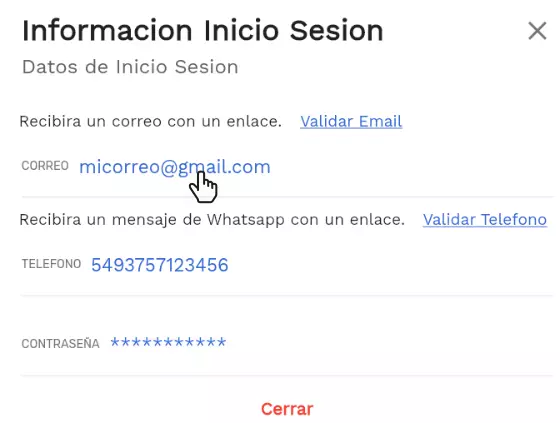 Informacion Inicio Sesion
Datos de Inicio Sesion
Recibira un correo con un enlace. Validar Email
CORREO micorreo@gmail.com
Recibira un mensaje de Whatsapp con un enlace. Validar Telefono
TELEFONO 5493757123456
CONTRASEÑA ***********
Cerrar